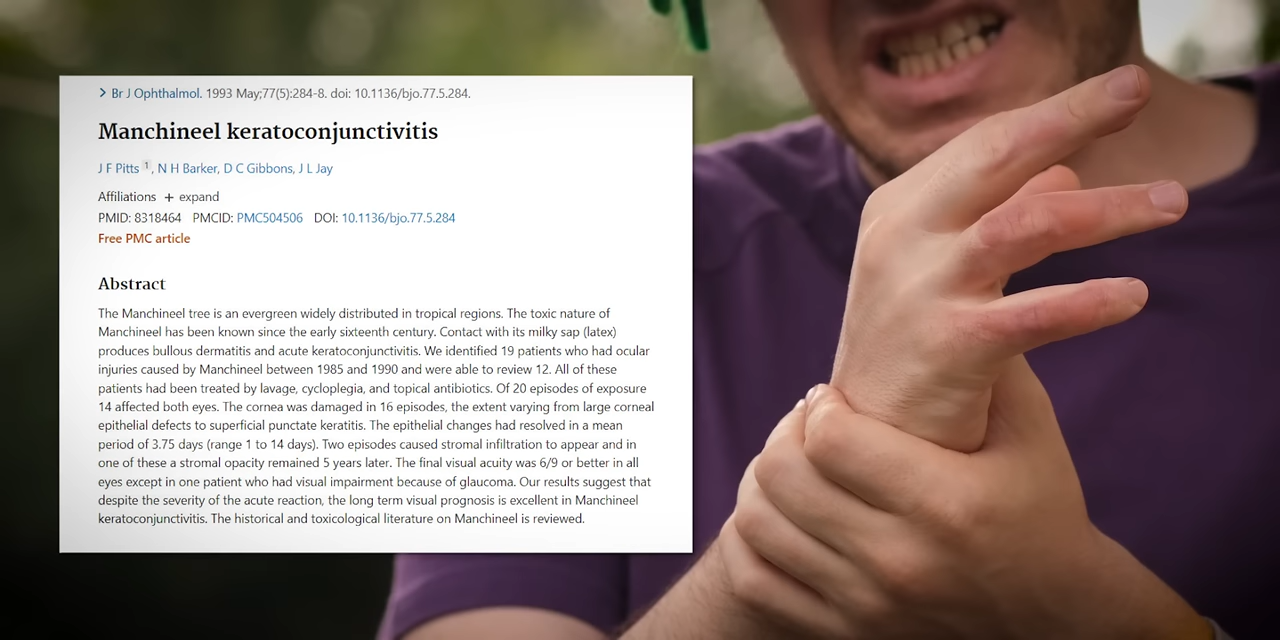 > Br J Ophthalmol. 1993 May;77(5):284-8. doi: 10.1136/bjo.77.5.284.
Manchineel keratoconjunctivitis
J F Pitts 1, N H Barker, D C Gibbons, J L Jay
Affiliations + expand
PMID: 8318464 PMCID: PMC504506 DOI: 10.1136/bjo.77.5.284
Free PMC article
Abstract
The Manchineel tree is an evergreen widely distributed in tropical regions. The toxic nature of
Manchineel has been known since the early sixteenth century. Contact with its milky sap (latex)
produces bullous dermatitis and acute keratoconjunctivitis. We identified 19 patients who had ocular
injuries caused by Manchineel between 1985 and 1990 and were able to review 12. All of these
patients had been treated by lavage, cycloplegia, and topical antibiotics. Of 20 episodes of exposure
14 affected both eyes. The cornea was damaged in 16 episodes, the extent varying from large corneal
epithelial defects to superficial punctate keratitis. The epithelial changes had resolved in a mean
period of 3.75 days (range 1 to 14 days). Two episodes caused stromal infiltration to appear and in
one of these a stromal opacity remained 5 years later. The final visual acuity was 6/9 or better in all
eyes except in one patient who had visual impairment because of glaucoma. Our results suggest that
despite the severity of the acute reaction, the long term visual prognosis is excellent in Manchineel
keratoconjunctivitis. The historical and toxicological literature on Manchineel is reviewed.